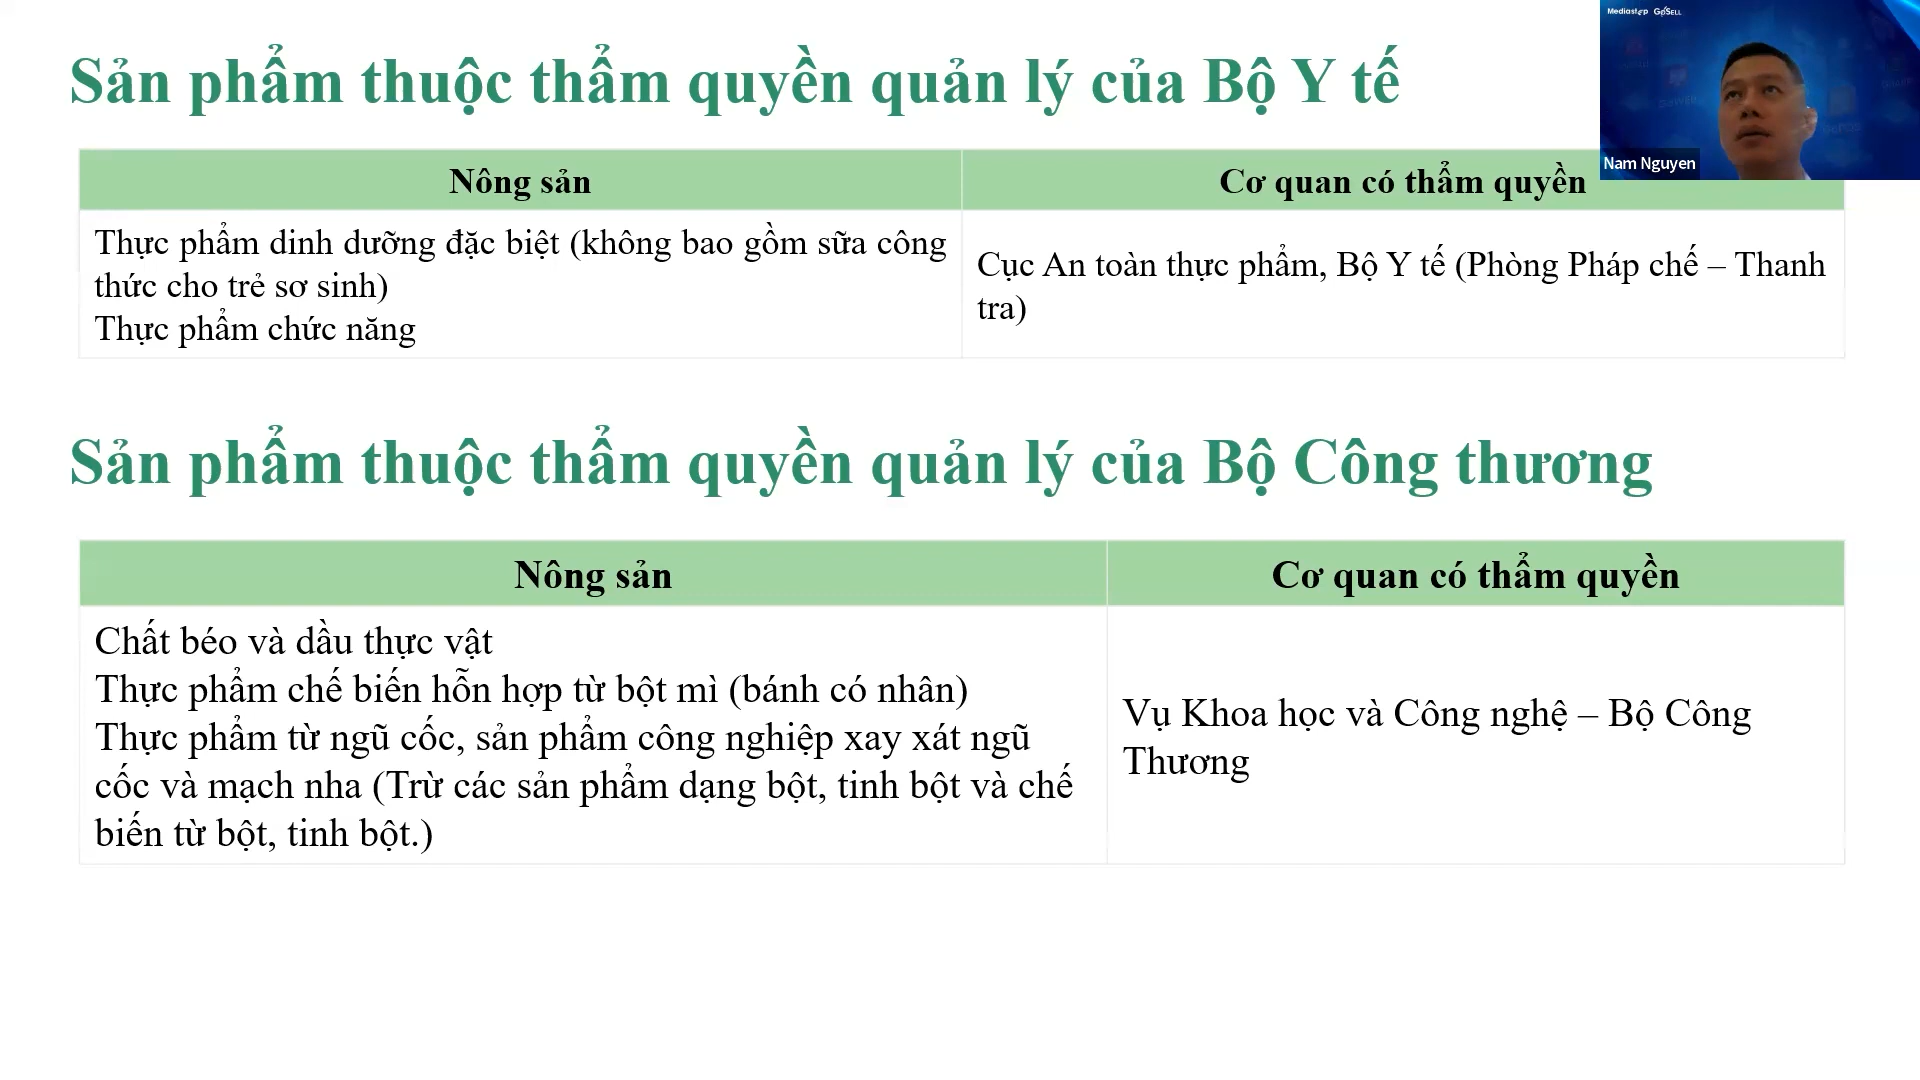 Mediastep GoSELL
Sản phẩm thuộc thẩm quyền quản lý của Bộ Y tế
Nam Nguyen
Nông sản
Cơ quan có thẩm quyền
Thực phẩm dinh dưỡng đặc biệt (không bao gồm sữa công
thức cho trẻ sơ sinh)
Thực phẩm chức năng
Cục An toàn thực phẩm, Bộ Y tế (Phòng Pháp chế – Thanh
tra)
Sản phẩm thuộc thẩm quyền quản lý của Bộ Công thương
Nông sản
Cơ quan có thẩm quyền
Chất béo và dầu thực vật
Thực phẩm chế biến hỗn hợp từ bột mì (bánh có nhân)
Thực phẩm từ ngũ cốc, sản phẩm công nghiệp xay xát ngũ
cốc và mạch nha (Trừ các sản phẩm dạng bột, tinh bột và chế
biến từ bột, tinh bột.)
Vụ Khoa học và Công nghệ – Bộ Công
Thương